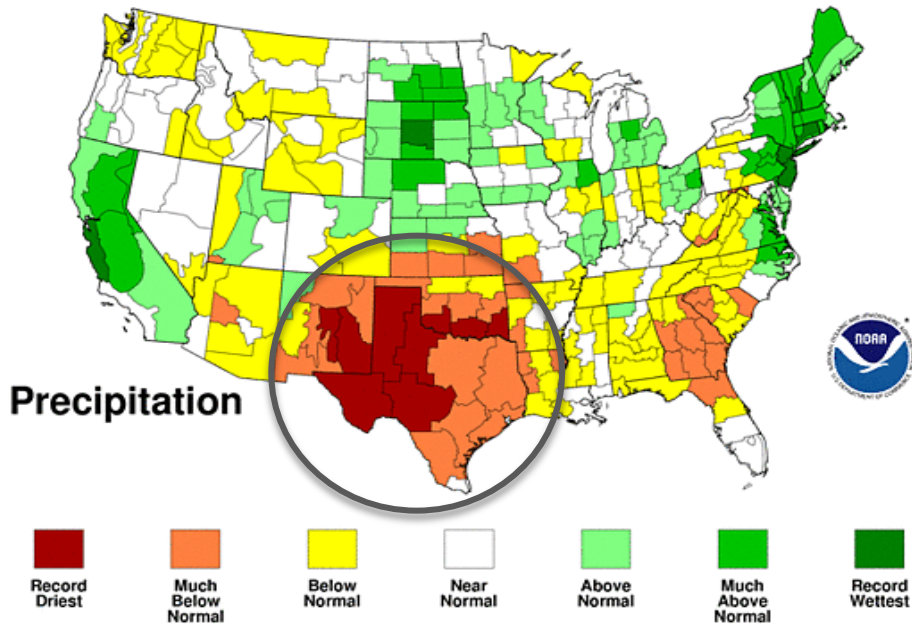 NOAA
Precipitation
Record
Driest
Much
Below
Normal
Below
Normal
Near
Normal
Above
Normal
Much
Above
Normal
Record
Wettest